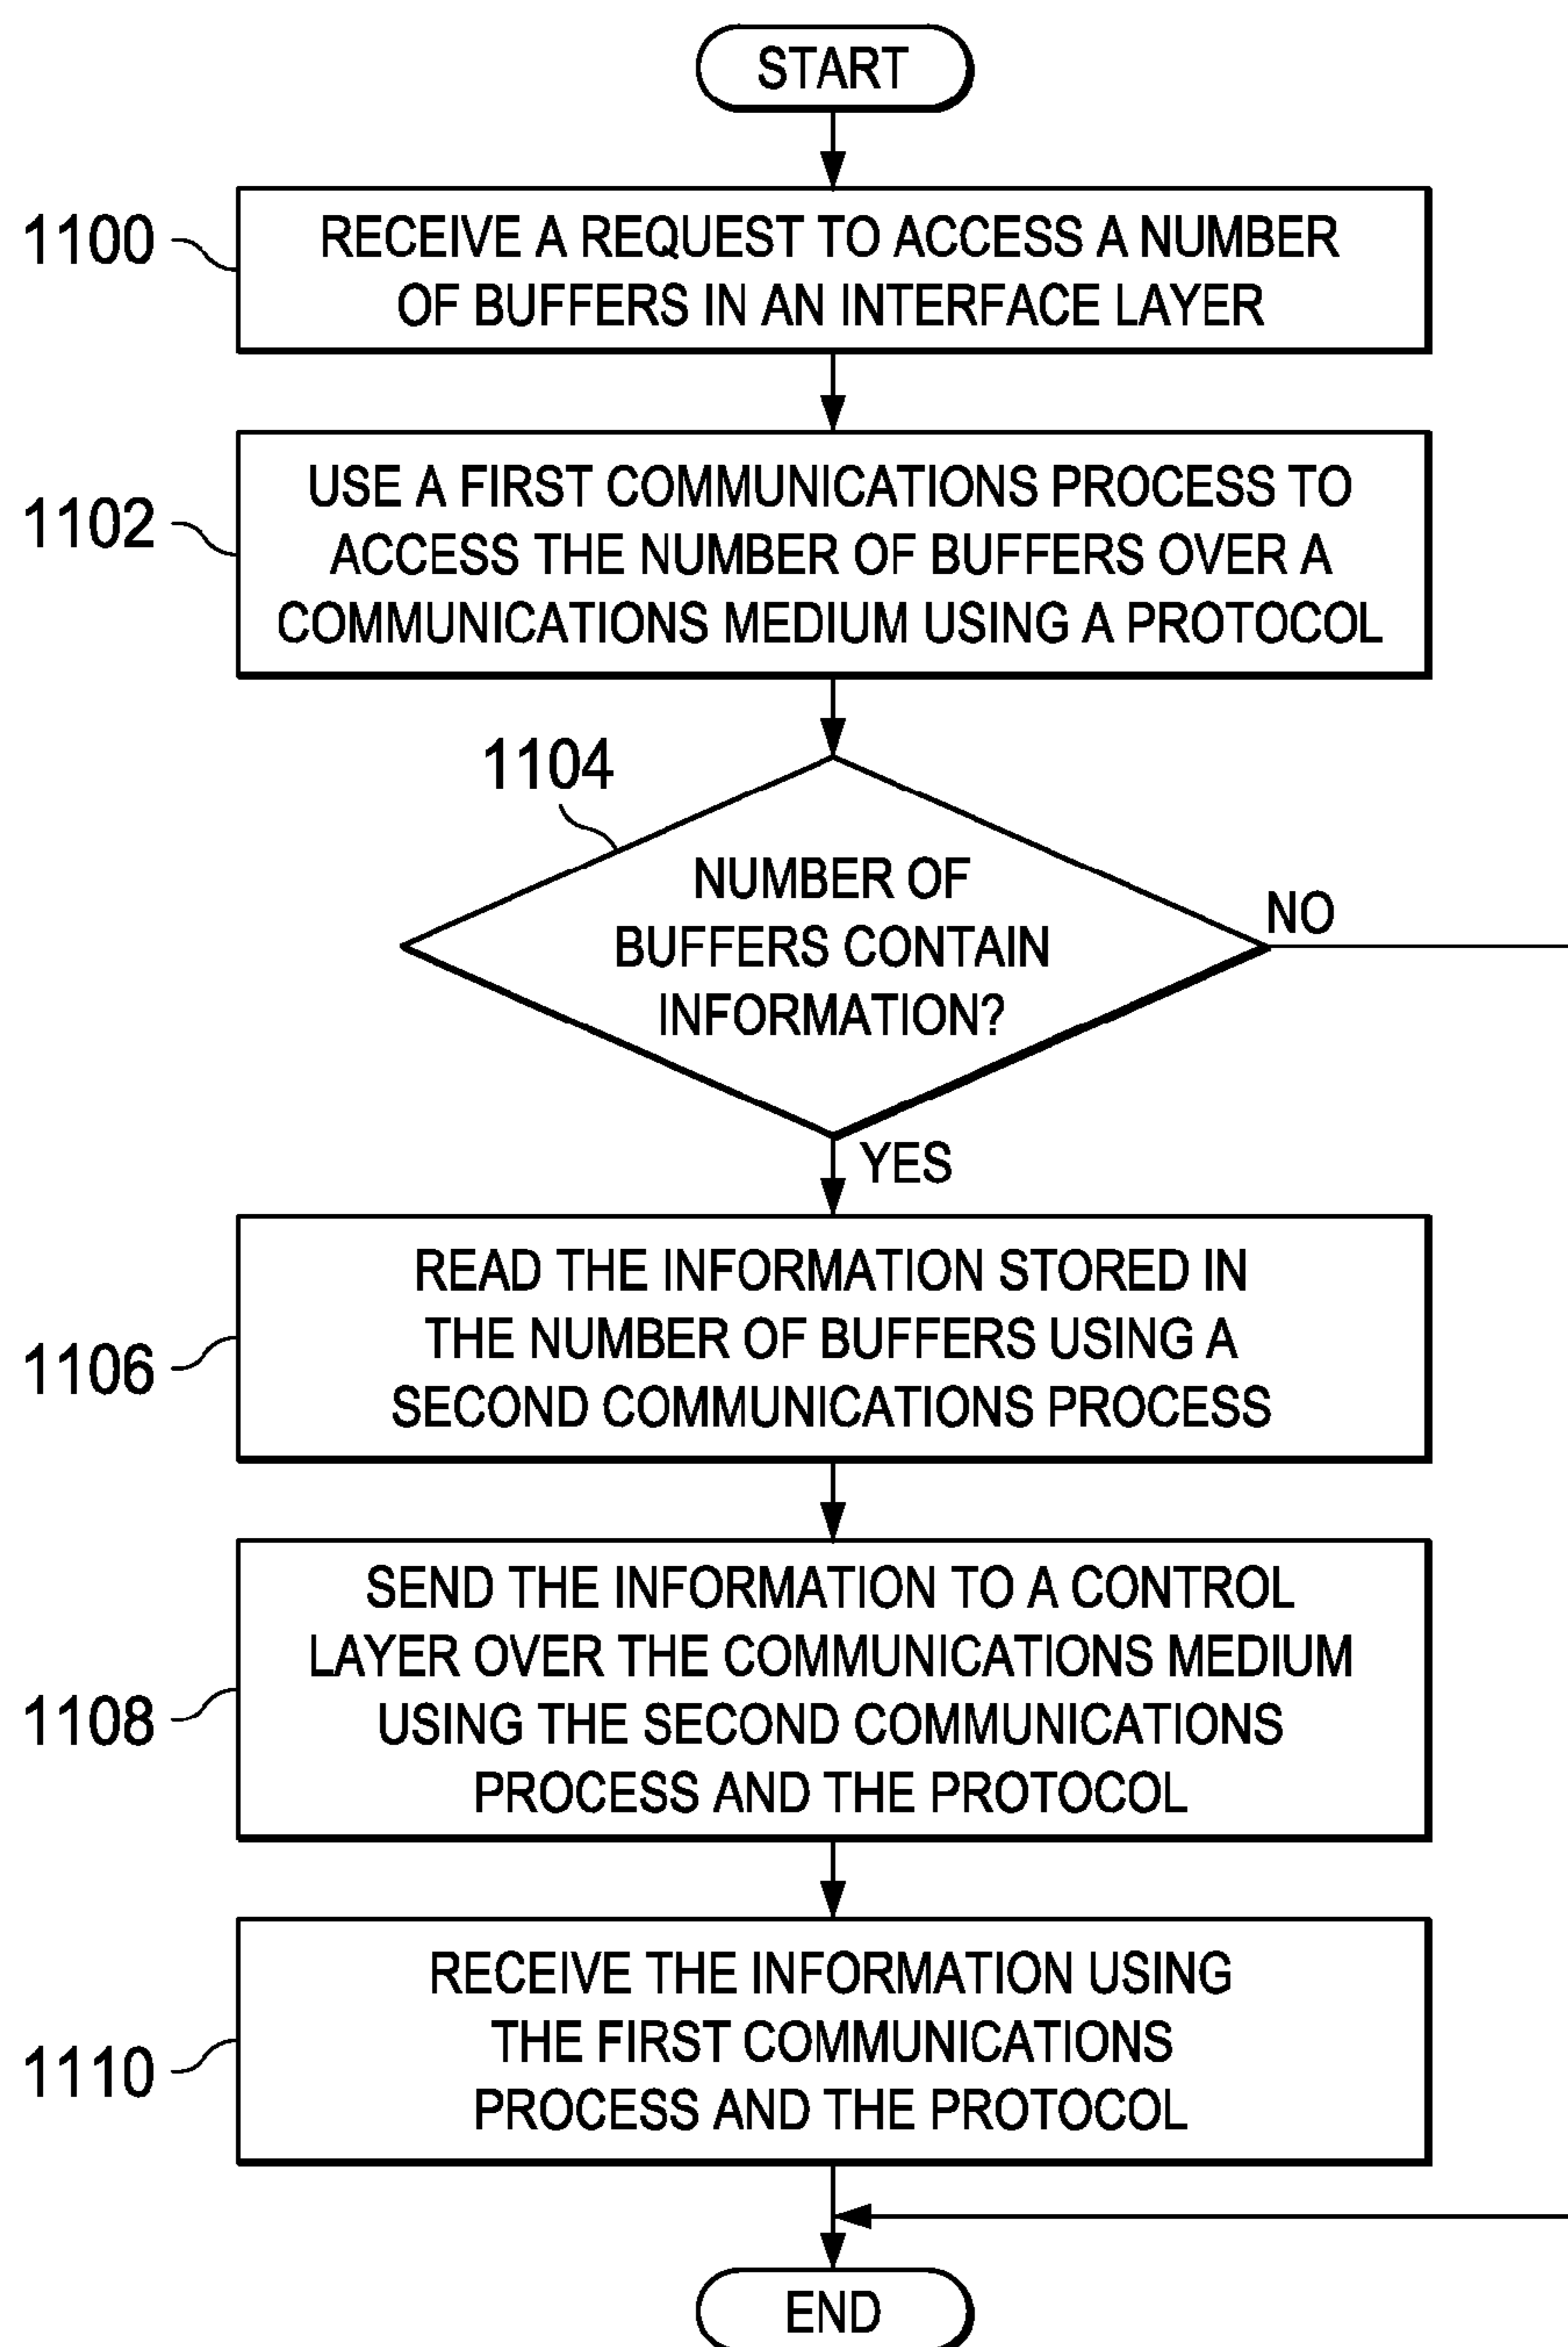 START
1100
RECEIVE A REQUEST TO ACCESS A NUMBER
OF BUFFERS IN AN INTERFACE LAYER
1102
USE A FIRST COMMUNICATIONS PROCESS TO
ACCESS THE NUMBER OF BUFFERS OVER A
COMMUNICATIONS MEDIUM USING A PROTOCOL
1104
NUMBER OF
BUFFERS CONTAIN
INFORMATION?
NO
YES
1106
READ THE INFORMATION STORED IN
THE NUMBER OF BUFFERS USING A
SECOND COMMUNICATIONS PROCESS
1108
SEND THE INFORMATION TO A CONTROL
LAYER OVER THE COMMUNICATIONS MEDIUM
USING THE SECOND COMMUNICATIONS
PROCESS AND THE PROTOCOL
1110
RECEIVE THE INFORMATION USING
THE FIRST COMMUNICATIONS
PROCESS AND THE PROTOCOL
END